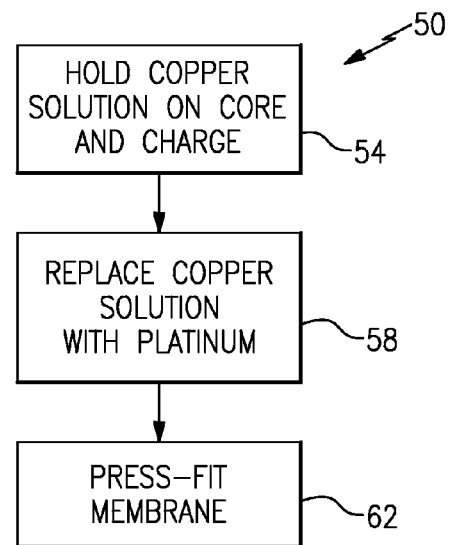 50
HOLD COPPER
SOLUTION ON CORE
AND CHARGE
54
REPLACE COPPER
SOLUTION
WITH PLATINUM
58
PRESS-FIT
MEMBRANE
62